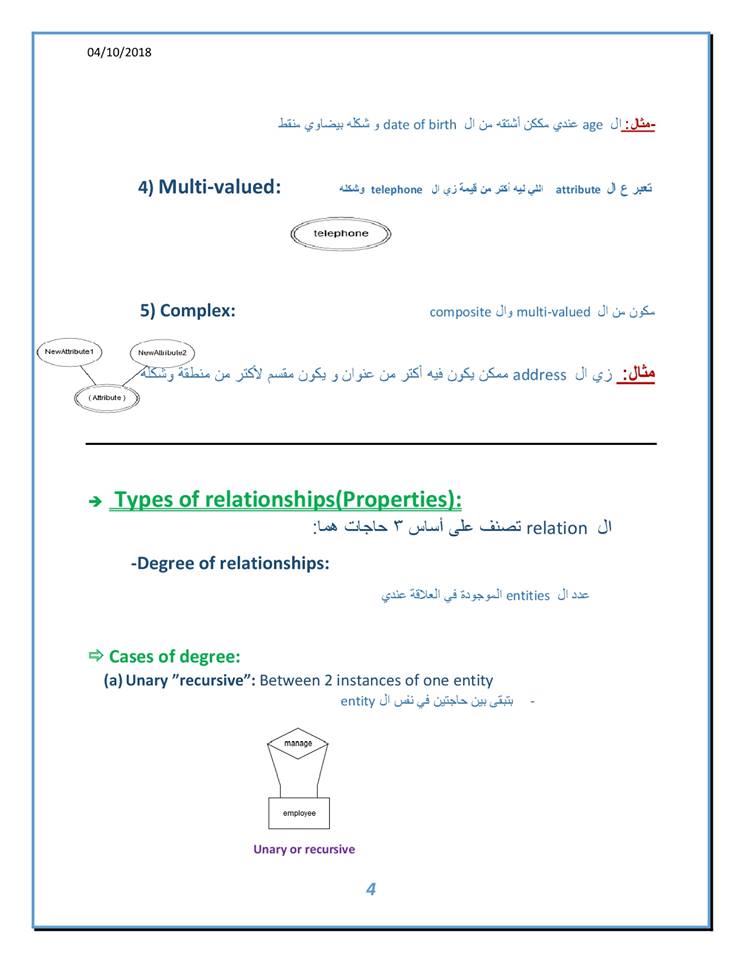 04/10/2018
-مثال: ال age عندي مككن أشتقه من ال date of birth و شكله بيضاوي منقط
4) Multi-valued: تعبر ع ال attribute اللي ليه أكتر من قيمة زي ال telephone وشكله
telephone
5) Complex: مكون من ال multi-valued وال composite
NewAttribute1 NewAttribute2
مثال: زي ال address ممكن يكون فيه أكتر من عنوان و يكون مقسم لأكتر من منطقة وشكله
( Attribute )
➔ Types of relationships(Properties):
ال relation تصنف على أساس ٣ حاجات هما:
-Degree of relationships:
عدد ال entities الموجودة في العلاقة عندي
⇨ Cases of degree:
(a) Unary ”recursive”: Between 2 instances of one entity
- بتبقى بين حاجتين في نفس ال entity
manage
employee
Unary or recursive
4